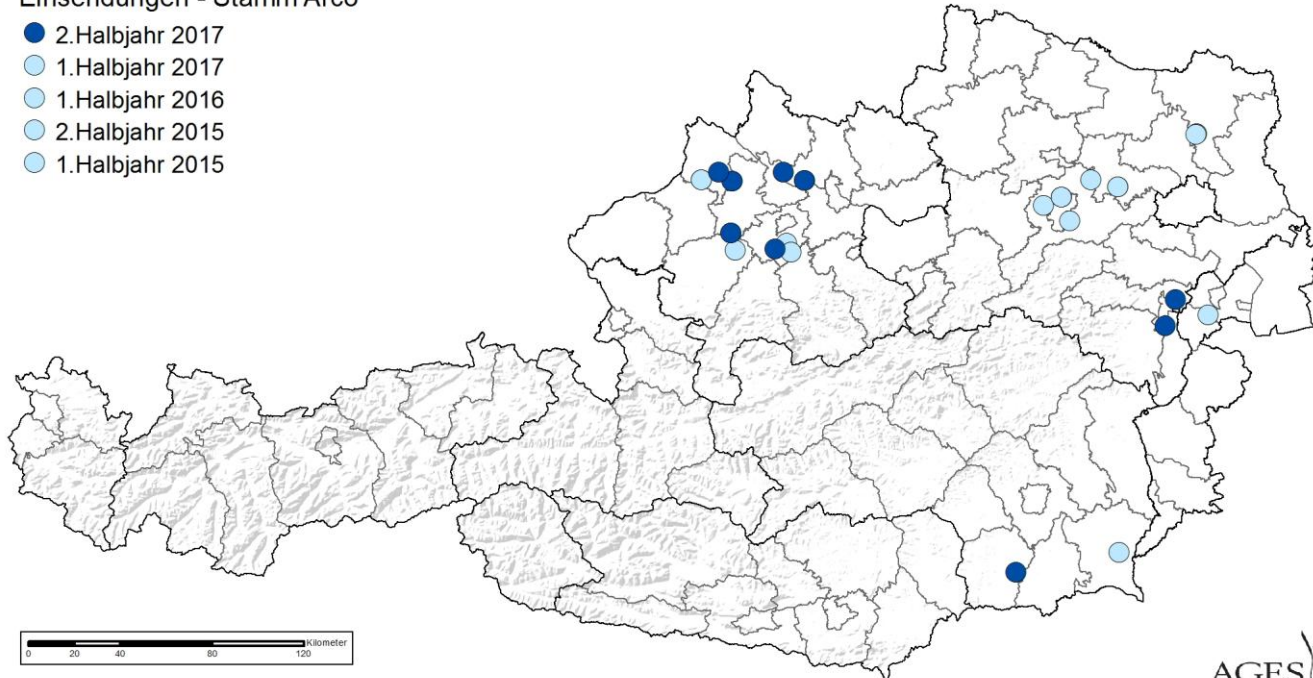 Einsendungen - Stamm Arco
2.Halbjahr 2017
1.Halbjahr 2017
1.Halbjahr 2016
2.Halbjahr 2015
1.Halbjahr 2015
Kilometer
0 20 40 80 120
AGES